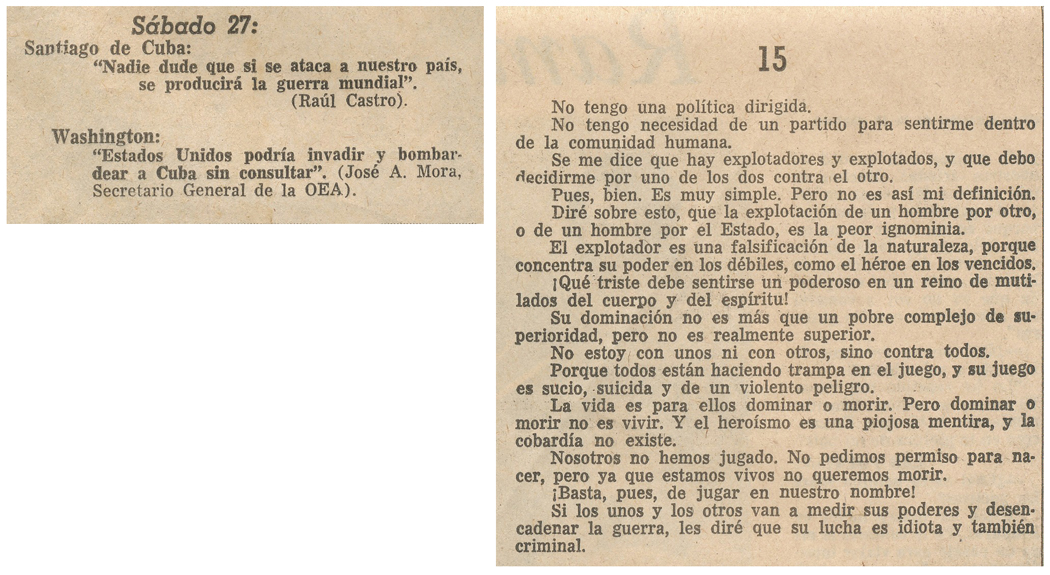 Sábado 27:
Santiago de Cuba:
"Nadie dude que si se ataca a nuestro país,
se producirá la guerra mundial".
(Raúl Castro).
Washington:
"Estados Unidos podría invadir y bombar-
dear a Cuba sin consultar". (José A. Mora,
Secretario General de la OEA).
15
No tengo una política dirigida.
No tengo necesidad de un partido para sentirme dentro
de la comunidad humana.
Se me dice que hay explotadores y explotados, y que debo
decidirme por uno de los dos contra el otro.
Pues, bien. Es muy simple. Pero no es así mi definición.
Diré sobre esto, que la explotación de un hombre por otro,
o de un hombre por el Estado, es la peor ignominia.
El explotador es una falsificación de la naturaleza, porque
concentra su poder en los débiles, como el héroe en los vencidos.
¡Qué triste debe sentirse un poderoso en un reino de muti-
lados del cuerpo y del espíritu!
Su dominación no es más que un pobre complejo de su-
perioridad, pero no es realmente superior.
No estoy con unos ni con otros, sino contra todos.
Porque todos están haciendo trampa en el juego, y su juego
es sucio, suicida y de un violento peligro.
La vida es para ellos dominar o morir. Pero dominar o
morir no es vivir. Y el heroísmo es una piojosa mentira, y la
cobardía no existe.
Nosotros no hemos jugado. No pedimos permiso para na-
cer, pero ya que estamos vivos no queremos morir.
¡Basta, pues, de jugar en nuestro nombre!
Si los unos y los otros van a medir sus poderes y desen-
cadenar la guerra, les diré que su lucha es idiota y también
criminal.